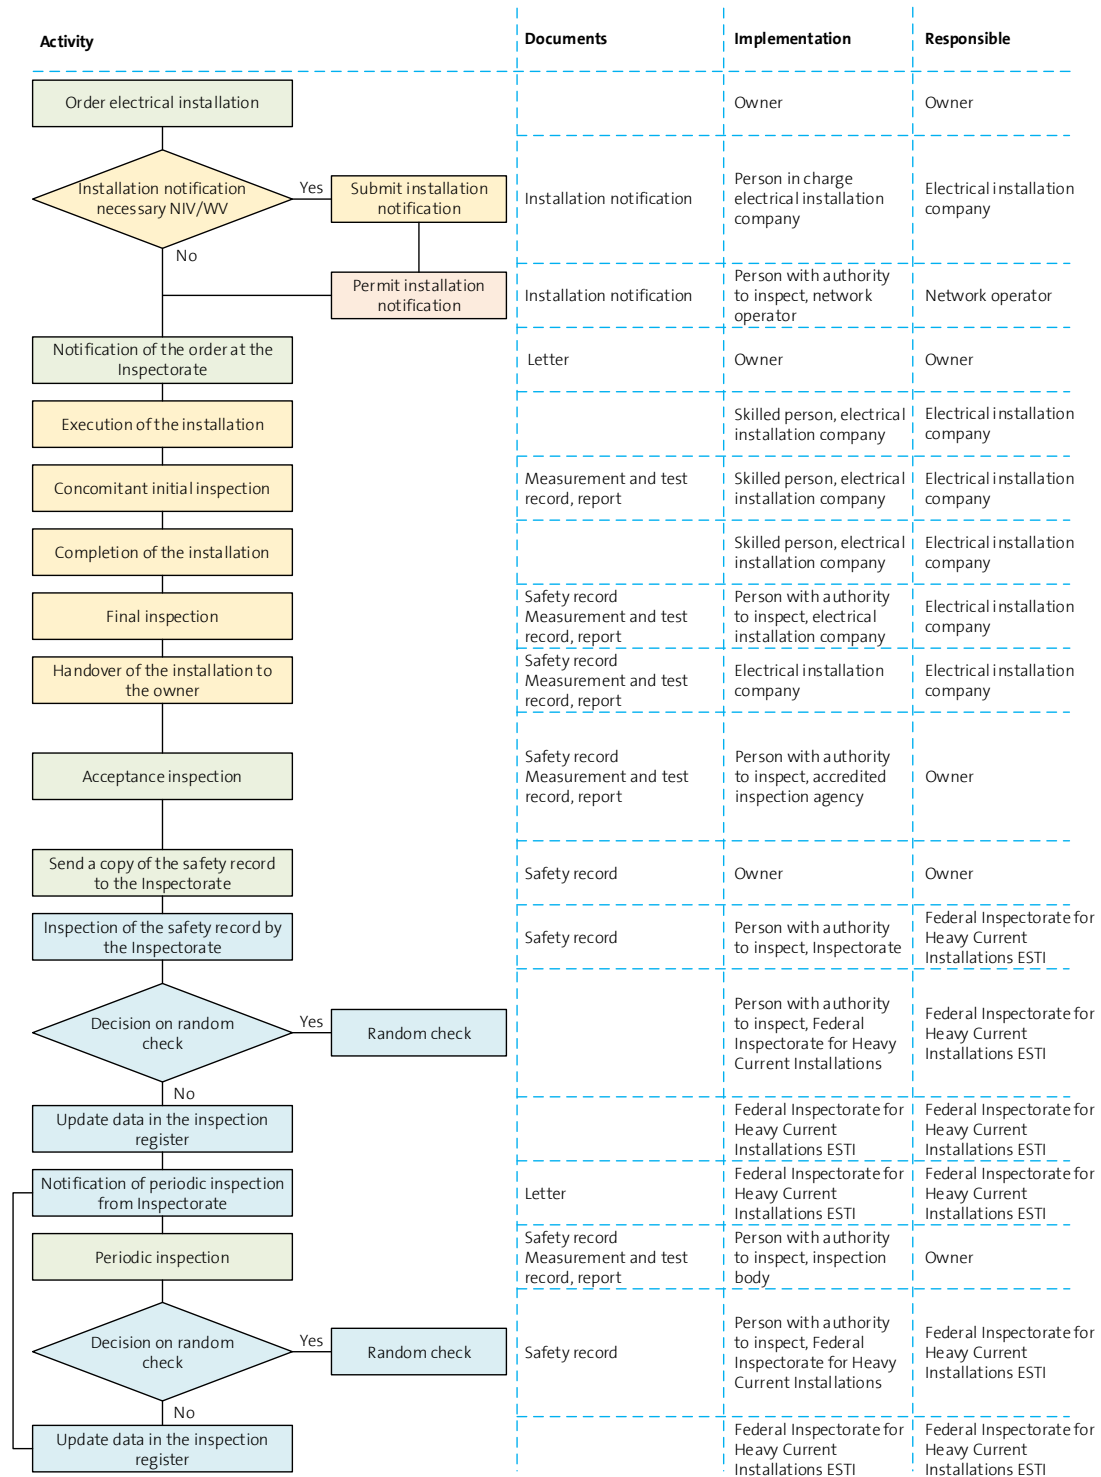 Activity
Documents
Implementation
Responsible
Order electrical installation
Owner
Owner
Installation notification
necessary NIV/WV
Yes
No
Submit installation
notification
Installation notification
Person in charge
electrical installation
company
Electrical installation
company
Permit installation
notification
Installation notification
Person with authority
to inspect, network
operator
Network operator
Notification of the order at the
Inspectorate
Letter
Owner
Owner
Execution of the installation
Skilled person, electrical
installation company
Electrical installation
company
Concomitant initial inspection
Measurement and test
record, report
Skilled person, electrical
installation company
Electrical installation
company
Completion of the installation
Skilled person, electrical
installation company
Electrical installation
company
Final inspection
Safety record
Measurement and test
record, report
Person with authority
to inspect, electrical
installation company
Electrical installation
company
Handover of the installation to
the owner
Safety record
Measurement and test
record, report
Electrical installation
company
Electrical installation
company
Acceptance inspection
Safety record
Measurement and test
record, report
Person with authority
to inspect, accredited
inspection agency
Owner
Send a copy of the safety record
to the Inspectorate
Safety record
Owner
Owner
Inspection of the safety record by
the Inspectorate
Safety record
Person with authority
to inspect, Inspectorate
Federal Inspectorate for
Heavy Current
Installations ESTI
Decision on random
check
Yes
No
Random check
Person with authority
to inspect, Federal
Inspectorate for Heavy
Current Installations
Federal Inspectorate for
Heavy Current
Installations ESTI
Update data in the inspection
register
Federal Inspectorate for
Heavy Current
Installations ESTI
Federal Inspectorate for
Heavy Current
Installations ESTI
Notification of periodic inspection
from Inspectorate
Letter
Federal Inspectorate for
Heavy Current
Installations ESTI
Federal Inspectorate for
Heavy Current
Installations ESTI
Periodic inspection
Safety record
Measurement and test
record, report
Person with authority
to inspect, inspection
body
Owner
Decision on random
check
Yes
No
Random check
Safety record
Person with authority
to inspect, Federal
Inspectorate for Heavy
Current Installations
Federal Inspectorate for
Heavy Current
Installations ESTI
Update data in the inspection
register
Federal Inspectorate for
Heavy Current
Installations ESTI
Federal Inspectorate for
Heavy Current
Installations ESTI